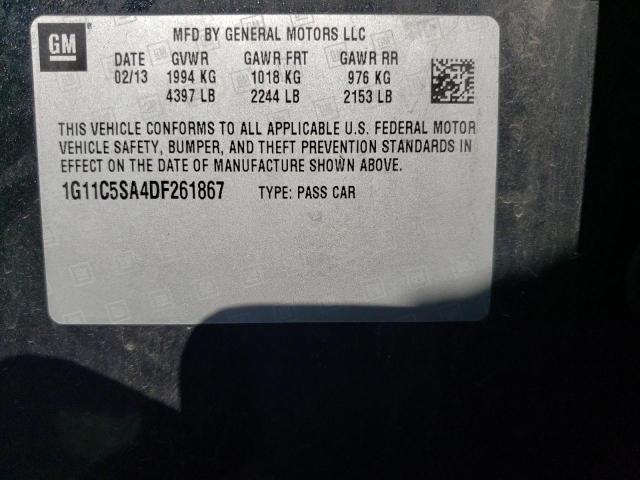 GM
MFD BY GENERAL MOTORS LLC
DATE GVWR GAWR FRT GAWR RR
02/13 1994 KG 1018 KG 976 KG
4397 LB 2244 LB 2153 LB
THIS VEHICLE CONFORMS TO ALL APPLICABLE U.S. FEDERAL MOTOR
VEHICLE SAFETY, BUMPER, AND THEFT PREVENTION STANDARDS IN
EFFECT ON THE DATE OF MANUFACTURE SHOWN ABOVE.
1G11C5SA4DF261867 TYPE: PASS CAR